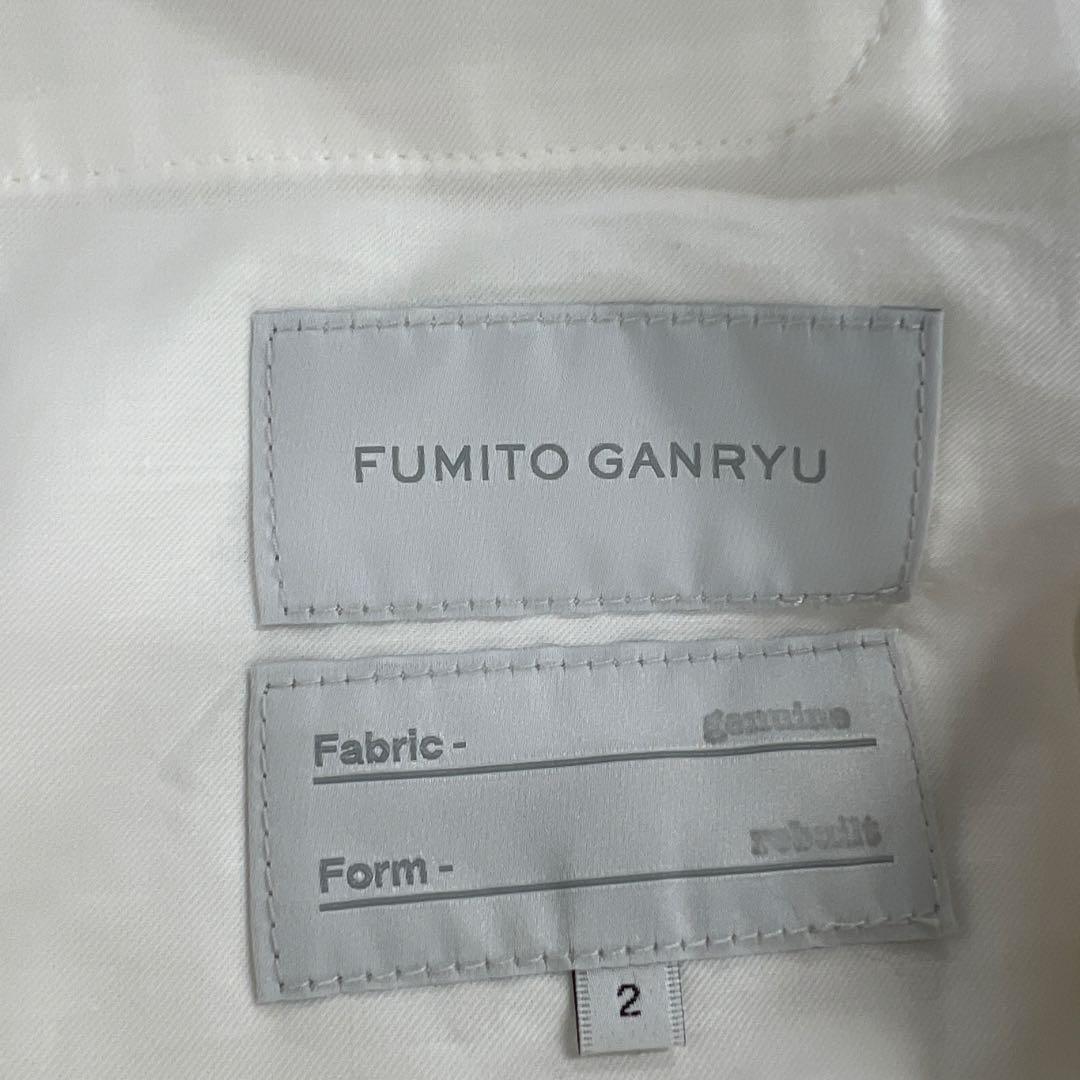 FUMITO GANRYU
Fabric - genuine
Form - rebuilt
2